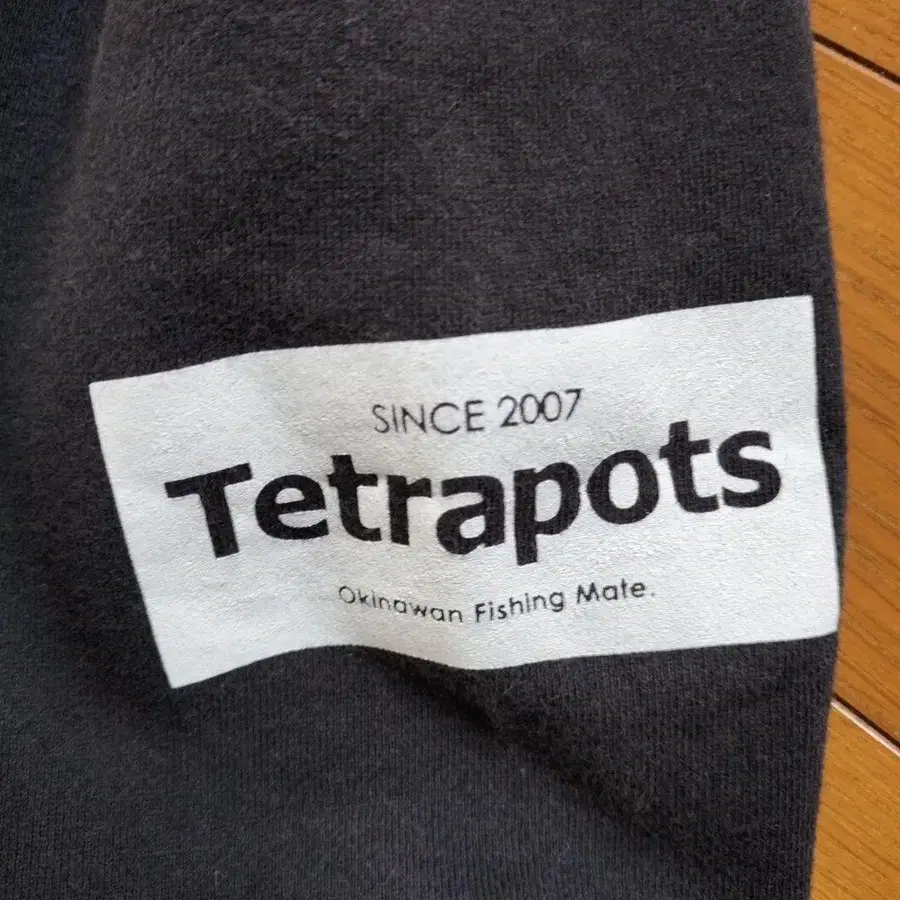 SINCE 2007
Tetrapots
Okinawan Fishing Mate.